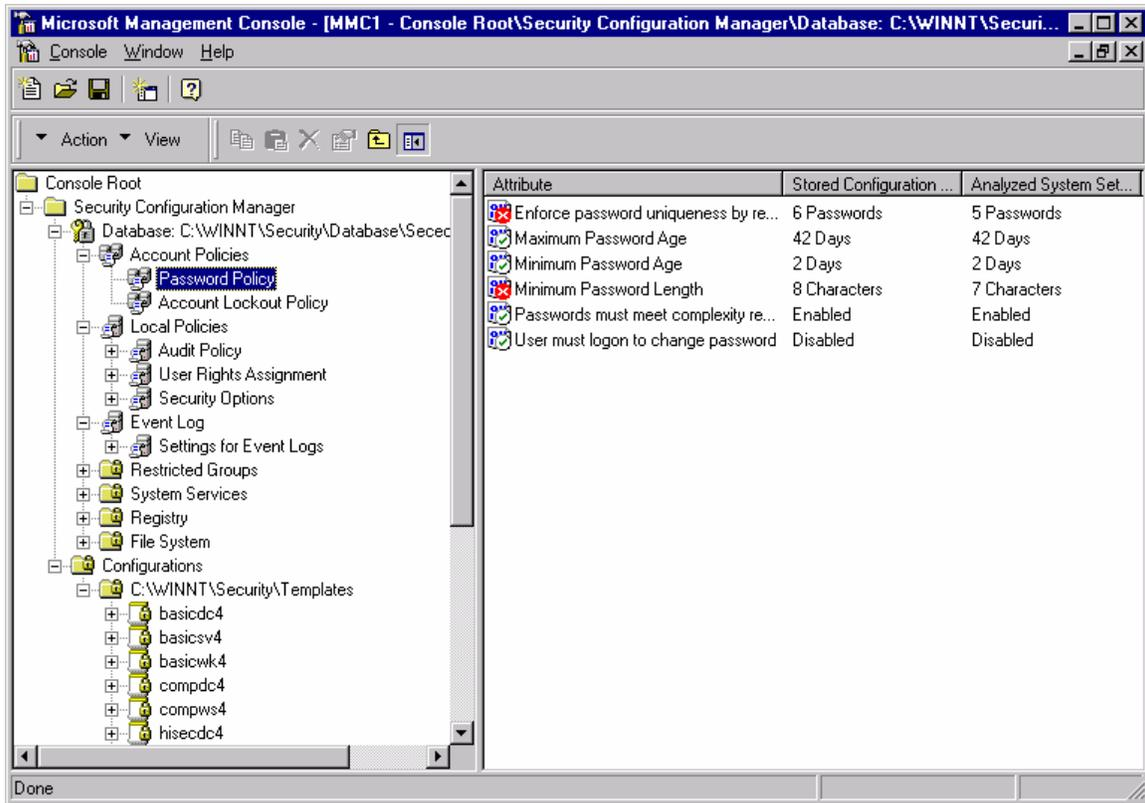 Microsoft Management Console - [MMC1 - Console Root\Security Configuration Manager\Database: C:\WINNT\Securi...
Console Window Help
Action View
Console Root
Security Configuration Manager
Database: C:\WINNT\Security\Database\Seced
Account Policies
Password Policy
Account Lockout Policy
Local Policies
Audit Policy
User Rights Assignment
Security Options
Event Log
Settings for Event Logs
Restricted Groups
System Services
Registry
File System
Configurations
C:\WINNT\Security\Templates
basicdc4
basicsv4
basicwk4
compdc4
compws4
hisecdc4
Attribute Stored Configuration ... Analyzed System Set...
Enforce password uniqueness by re... 6 Passwords 5 Passwords
Maximum Password Age 42 Days 42 Days
Minimum Password Age 2 Days 2 Days
Minimum Password Length 8 Characters 7 Characters
Passwords must meet complexity re... Enabled Enabled
User must logon to change password Disabled Disabled
Done